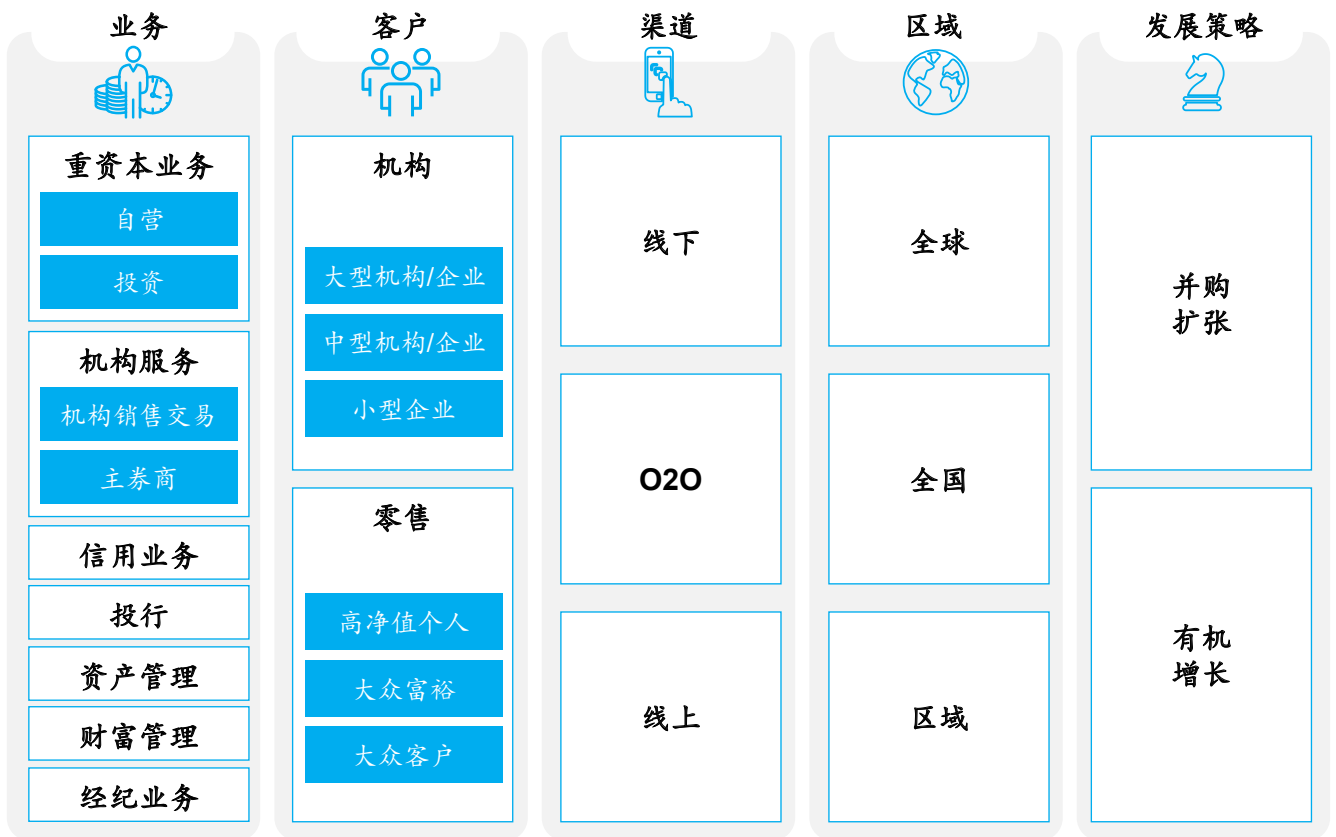 业务
重资本业务
自营
投资
机构服务
机构销售交易
主券商
信用业务
投行
资产管理
财富管理
经纪业务
客户
机构
大型机构/企业
中型机构/企业
小型企业
零售
高净值个人
大众富裕
大众客户
渠道
线下
O2O
线上
区域
全球
全国
区域
发展策略
并购
扩张
有机
增长